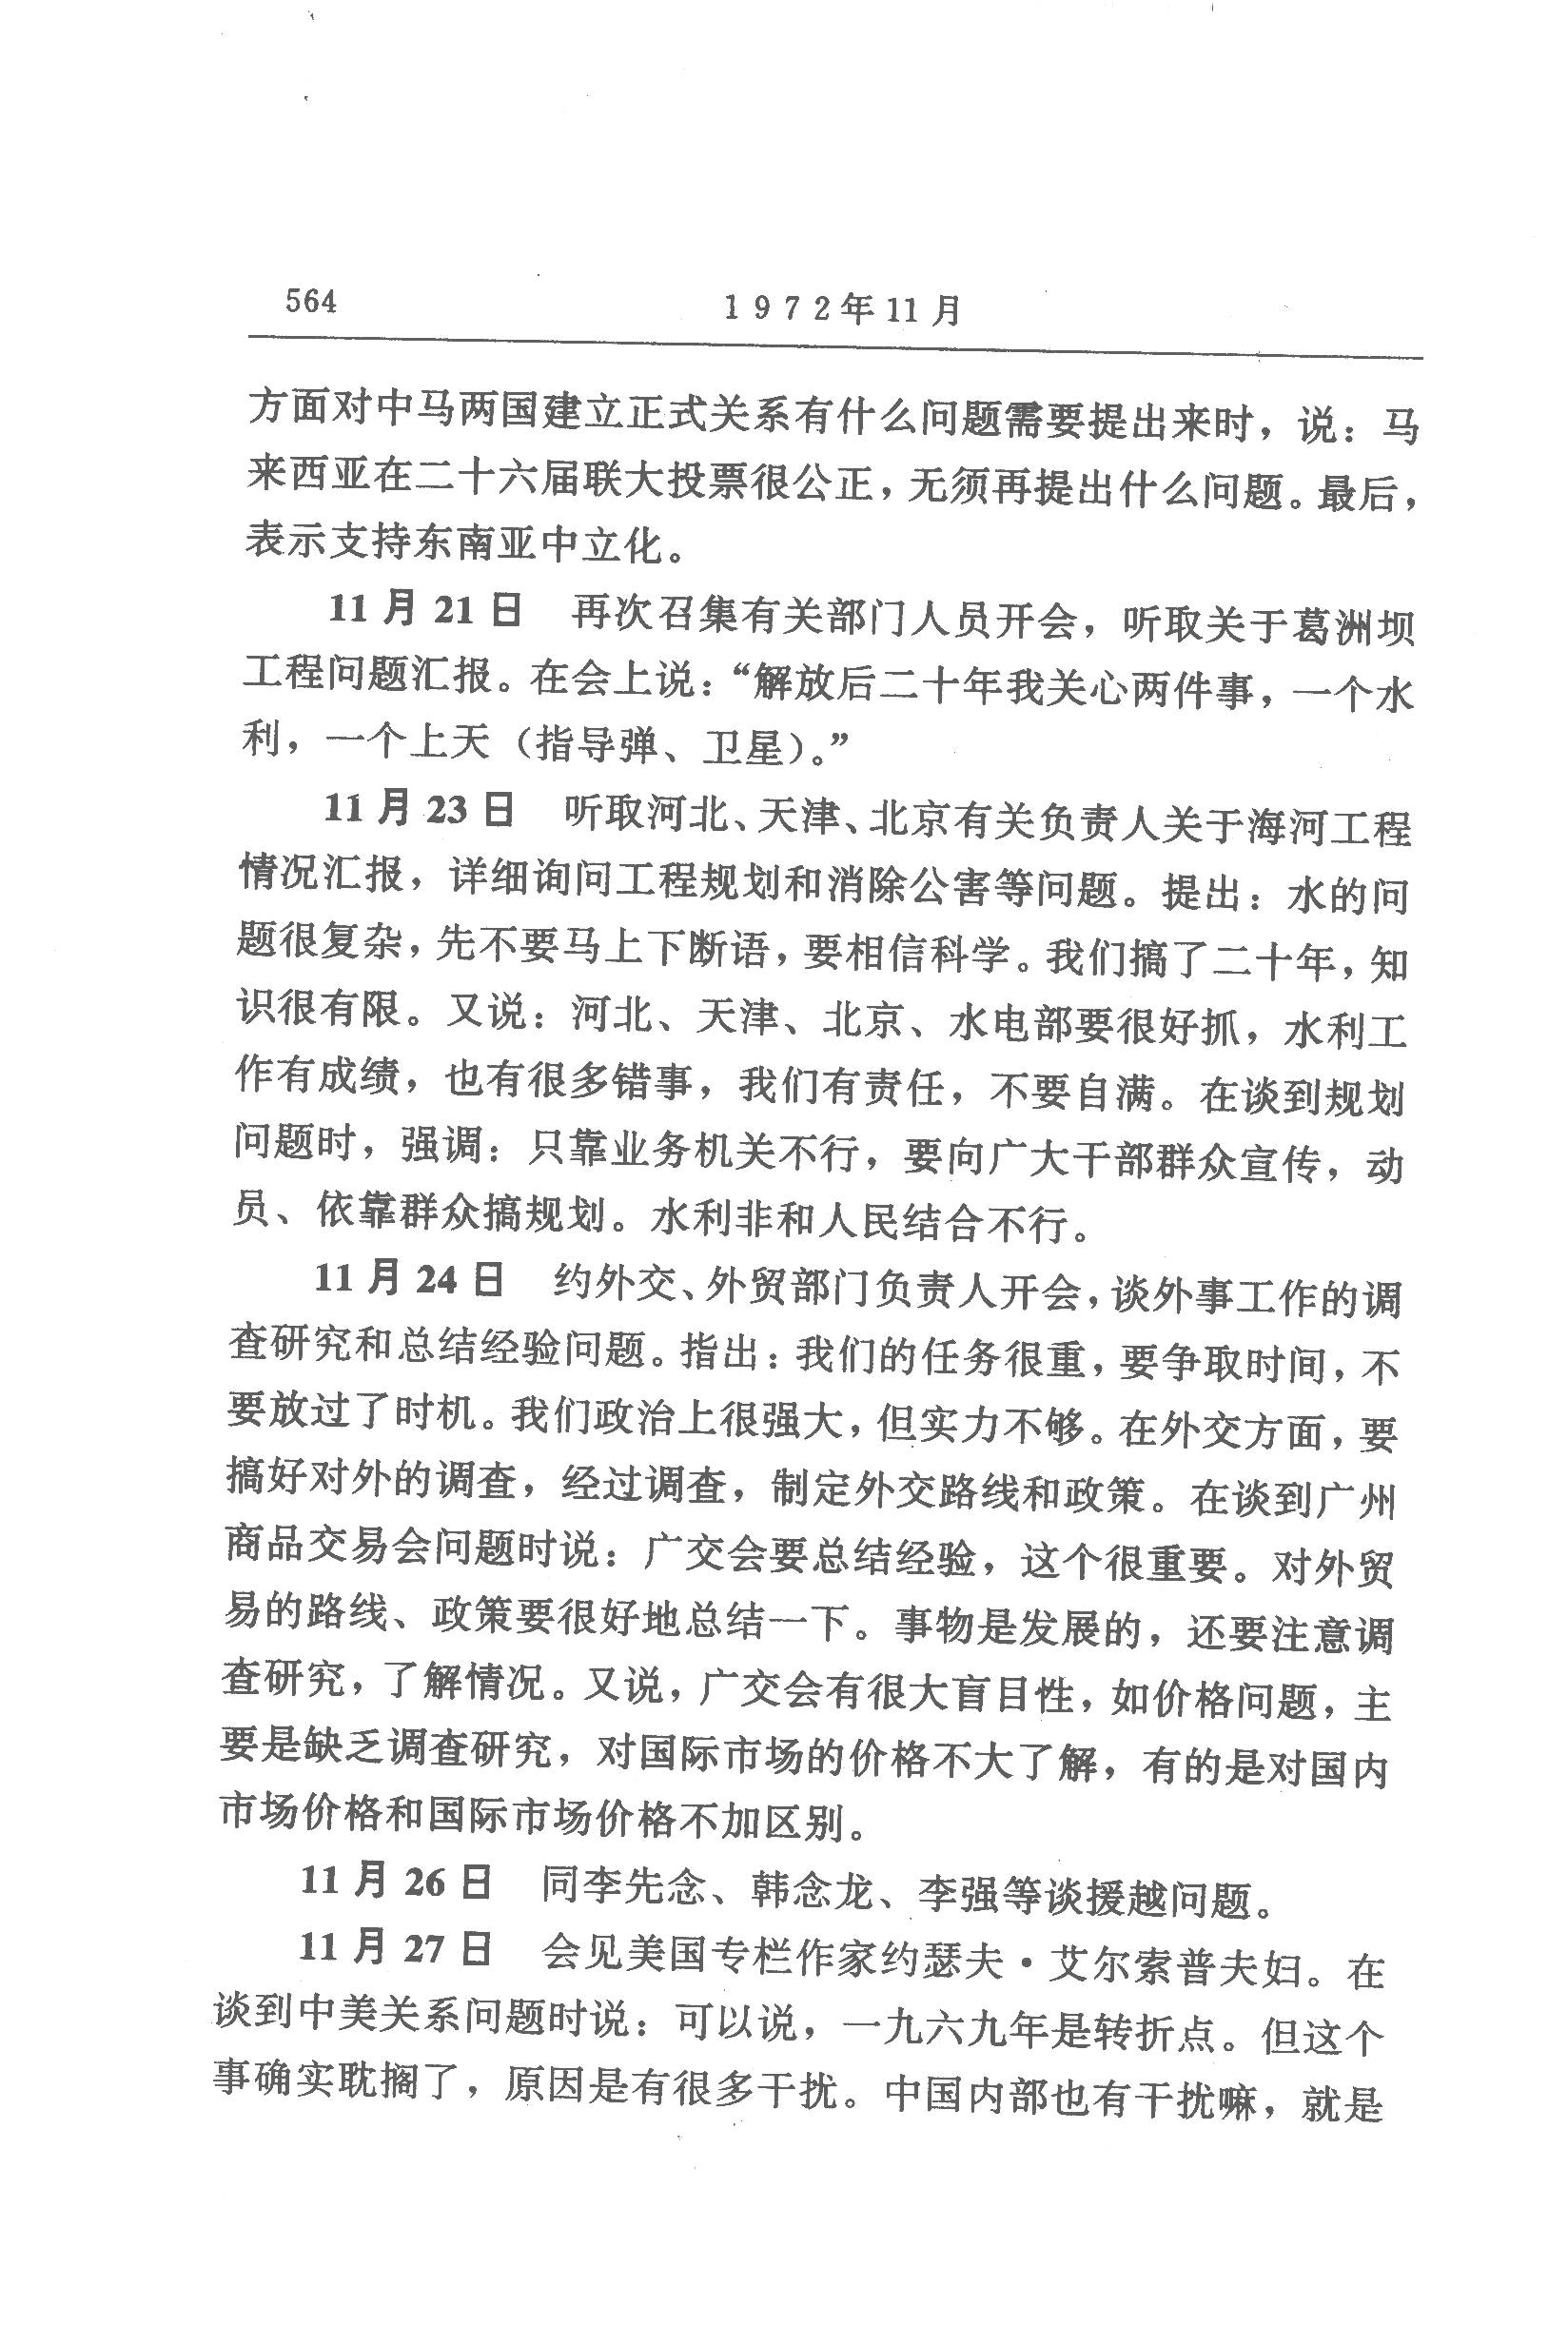 564
1972年11月
方面对中马两国建立正式关系有什么问题需要提出来时，说：马
来西亚在二十六届联大投票很公正，无须再提出什么问题。最后，
表示支持东南亚中立化。
11月21日　再次召集有关部门人员开会，听取关于葛洲坝
工程问题汇报。在会上说：“解放后二十年我关心两件事，一个水
利，一个上天（指导弹、卫星）。”
11月23日　听取河北、天津、北京有关负责人关于海河工程
情况汇报，详细询问工程规划和消除公害等问题。提出：水的问
题很复杂，先不要马上下断语，要相信科学。我们搞了二十年，知
识很有限。又说：河北、天津、北京、水电部要很好抓，水利工
作有成绩，也有很多错事，我们有责任，不要自满。在谈到规划
问题时，强调：只靠业务机关不行，要向广大干部群众宣传，动
员、依靠群众搞规划。水利非和人民结合不行。
11月24日　约外交、外贸部门负责人开会，谈外事工作的调
查研究和总结经验问题。指出：我们的任务很重，要争取时间，不
要放过了时机。我们政治上很强大，但实力不够。在外交方面，要
搞好对外的调查，经过调查，制定外交路线和政策。在谈到广州
商品交易会问题时说：广交会要总结经验，这个很重要。对外贸
易的路线、政策要很好地总结一下。事物是发展的，还要注意调
查研究，了解情况。又说，广交会有很大盲目性，如价格问题，主
要是缺乏调查研究，对国际市场的价格不大了解，有的是对国内
市场价格和国际市场价格不加区别。
11月26日　同李先念、韩念龙、李强等谈援越问题。
11月27日　会见美国专栏作家约瑟夫·艾尔索普夫妇。在
谈到中美关系问题时说：可以说，一九六九年是转折点。但这个
事确实耽搁了，原因是有很多干扰。中国内部也有干扰嘛，就是